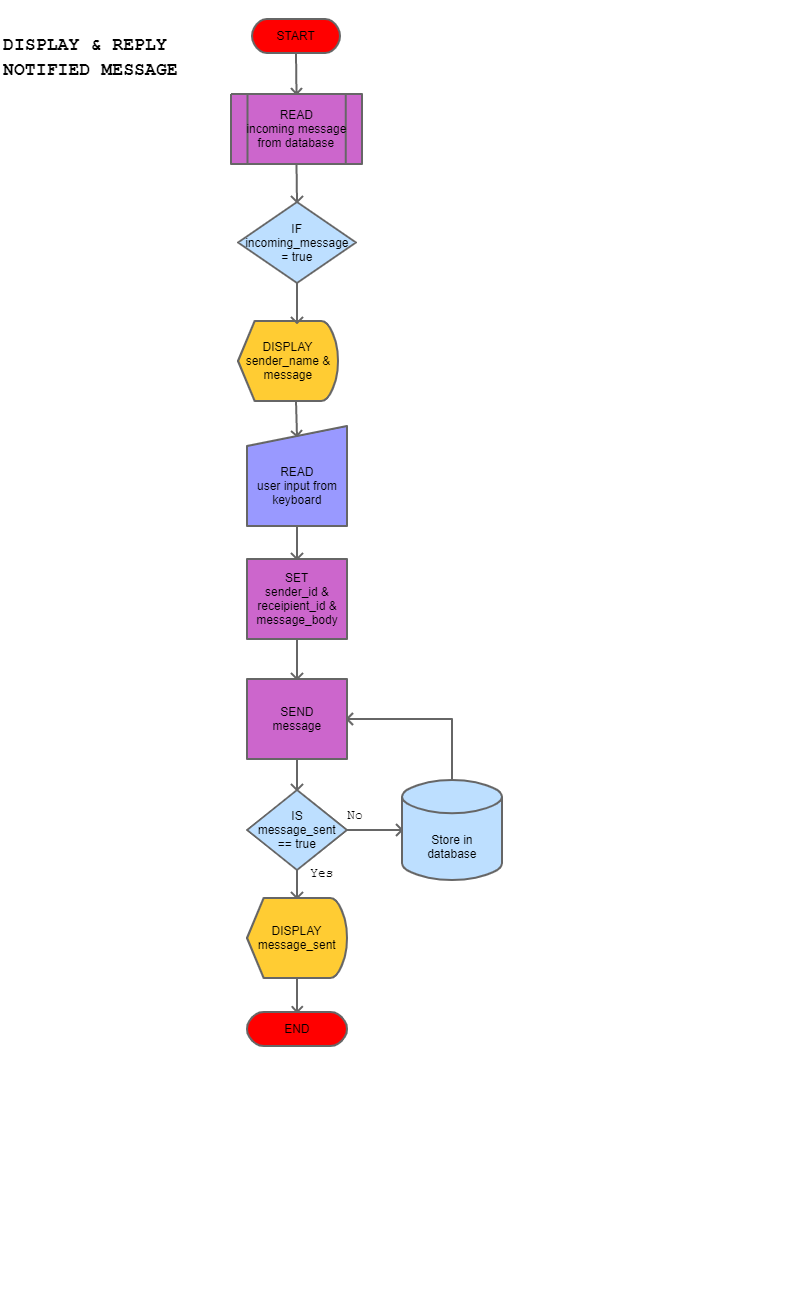 DISPLAY & REPLY
NOTIFIED MESSAGE
START
READ
incoming message
from database
IF
incoming_message
= true
DISPLAY
sender_name &
message
READ
user input from
keyboard
SET
sender_id &
receipient_id &
message_body
SEND
message
IS
message_sent
== true
No
Store in
database
Yes
DISPLAY
message_sent
END